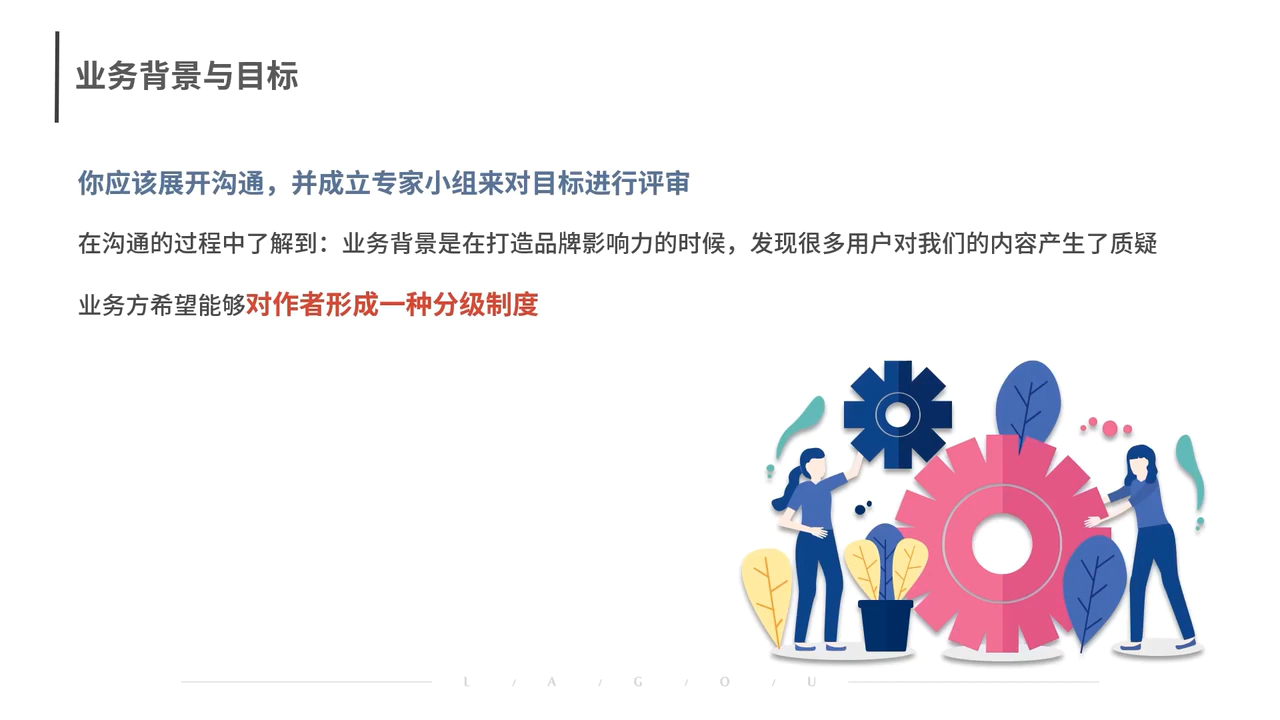 业务背景与目标
你应该展开沟通，并成立专家小组来对目标进行评审
在沟通的过程中了解到：业务背景是在打造品牌影响力的时候，发现很多用户对我们的内容产生了质疑
业务方希望能够对作者形成一种分级制度
L / A / G / O / U